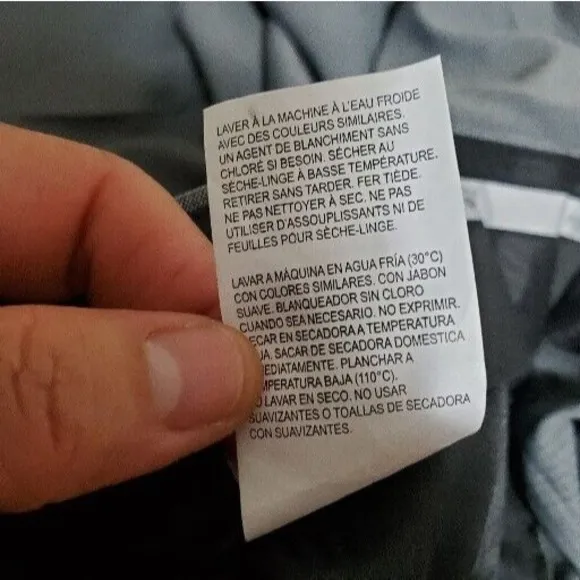 LAVER À LA MACHINE À L'EAU FROIDE
AVEC DES COULEURS SIMILAIRES.
UN AGENT DE BLANCHIMENT SANS
CHLORÉ SI BESOIN. SÉCHER AU
SÈCHE-LINGE À BASSE TEMPÉRATURE.
RETIRER SANS TARDER. FER TIÈDE.
NE PAS NETTOYER À SEC. NE PAS
UTILISER D'ASSOUPLISSANTS NI DE
FEUILLES POUR SÈCHE-LINGE.
LAVAR A MÁQUINA EN AGUA FRÍA (30°C)
CON COLORES SIMILARES. CON JABON
SUAVE. BLANQUEADOR SIN CLORO
CUANDO SEA NECESARIO. NO EXPRIMIR.
ECAR EN SECADORA A TEMPERATURA
JA. SACAR DE SECADORA DOMESTICA
EDIATAMENTE. PLANCHAR A
MPERATURA BAJA (110°C).
LAVAR EN SECO. NO USAR
SUAVIZANTES O TOALLAS DE SECADORA
CON SUAVIZANTES.